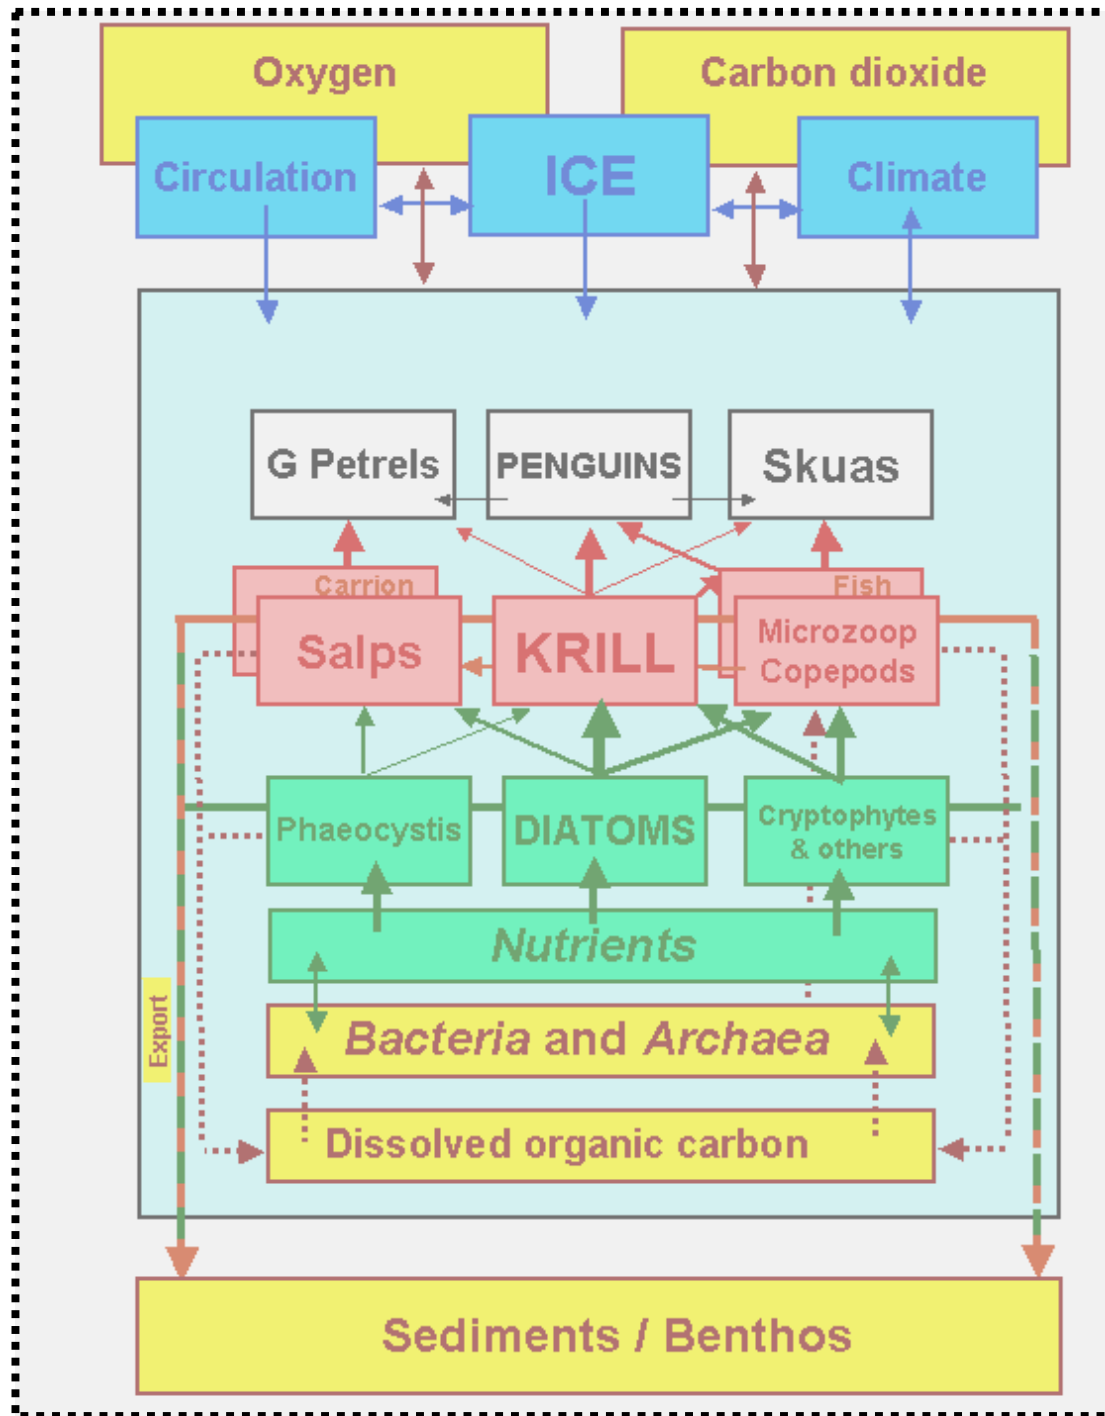 Oxygen
Carbon dioxide
Circulation
ICE
Climate
G Petrels
PENGUINS
Skuas
Carrion
Fish
Salps
KRILL
Microzoop
Copepods
Phaeocystis
DIATOMS
Cryptophytes
& others
Nutrients
Export
Bacteria and Archaea
Dissolved organic carbon
Sediments / Benthos